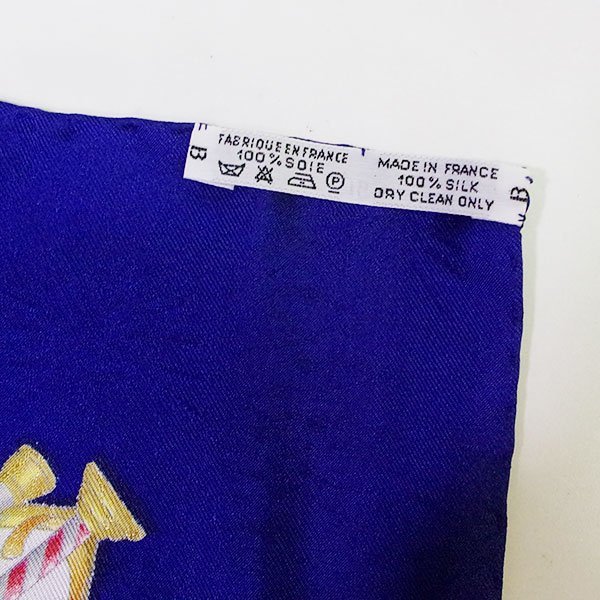 FABRIQUE EN FRANCE
100% SOIE
B
P
MADE IN FRANCE
100% SILK
DRY CLEAN ONLY
B